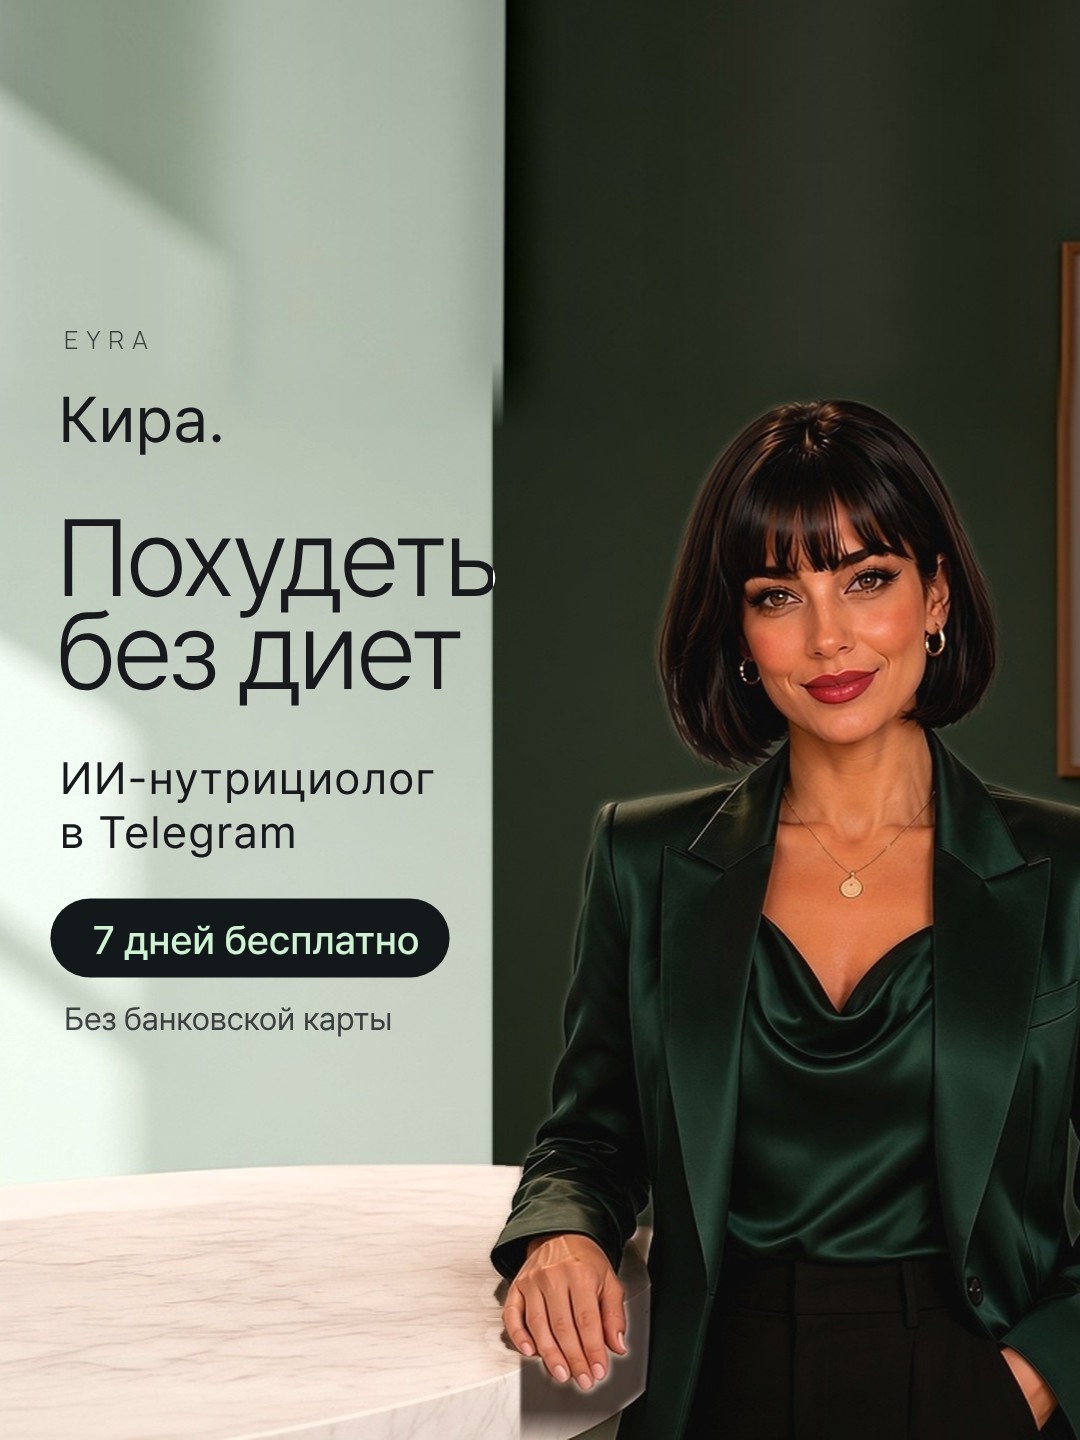 EYRA
Кира.
Похудеть
без диет
ИИ-нутрициолог
в Telegram
7 дней бесплатно
Без банковской карты